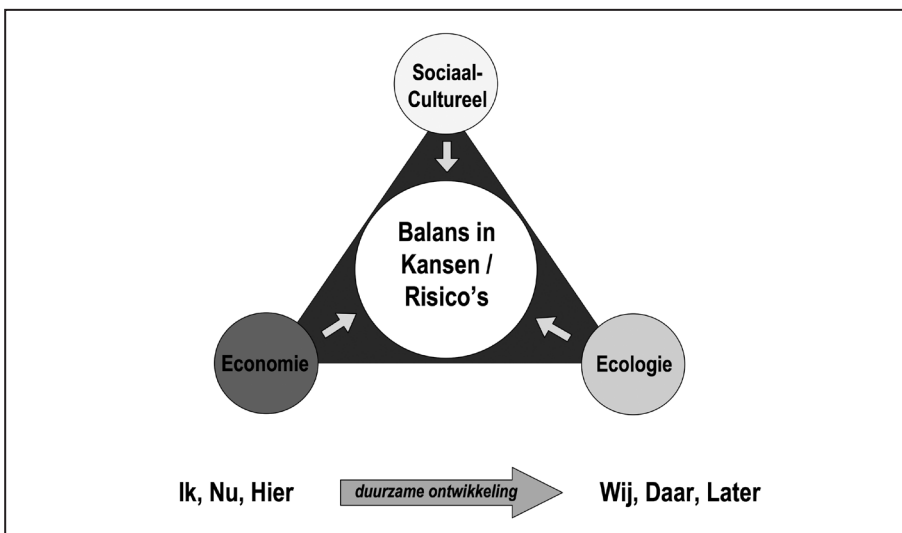 Sociaal-
Cultureel
Balans in
Kansen /
Risico's
Economie
Ecologie
Ik, Nu, Hier
duurzame ontwikkeling
Wij, Daar, Later